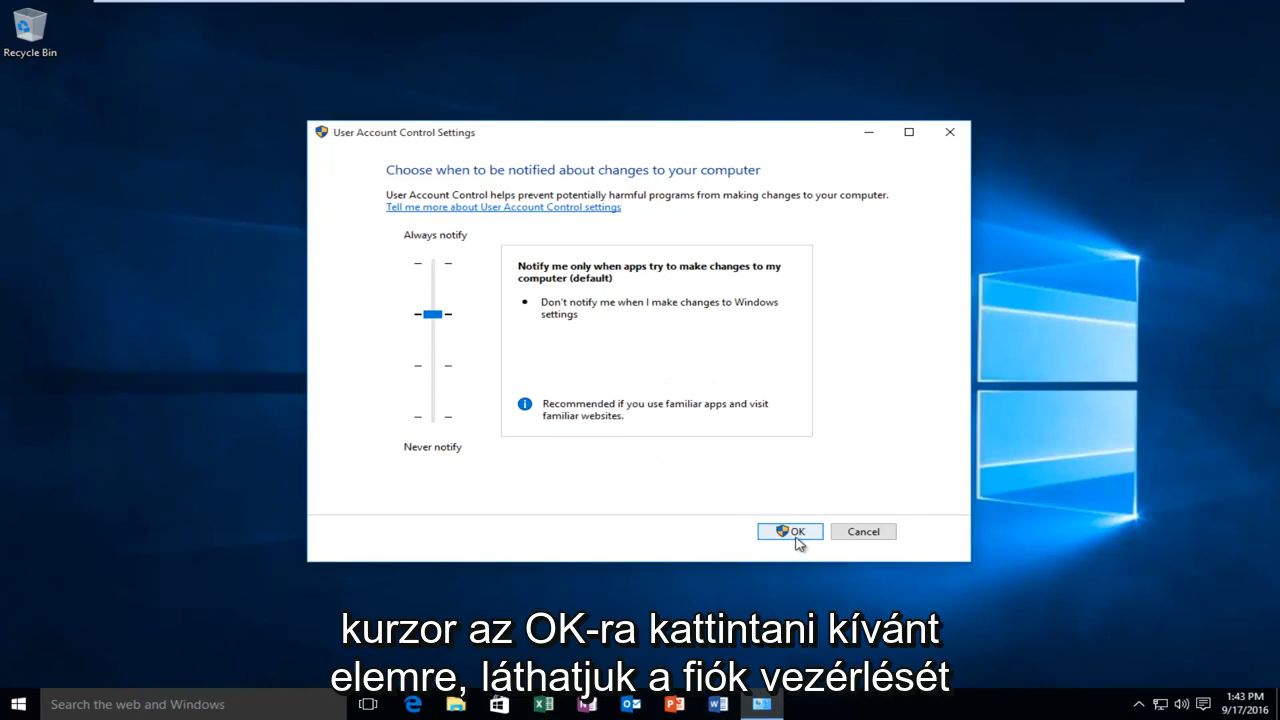 Recycle Bin
User Account Control Settings
Choose when to be notified about changes to your computer
User Account Control helps prevent potentially harmful programs from making changes to your computer.
Tell me more about User Account Control settings
Always notify
Notify me only when apps try to make changes to my
computer (default)
• Don't notify me when I make changes to Windows
settings
Recommended if you use familiar apps and visit
familiar websites.
Never notify
OK
Cancel
kurzor az OK-ra kattintani kívánt
elemre, láthatjuk a fiók vezérlését
Search the web and Windows
1:43 PM
9/17/2016